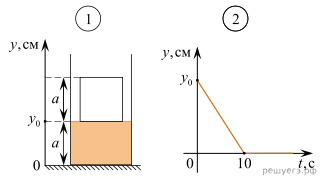 1
2
y, см
y, см
a
y₀
y₀
a
0
0
10
t, с
решуегэ.рф